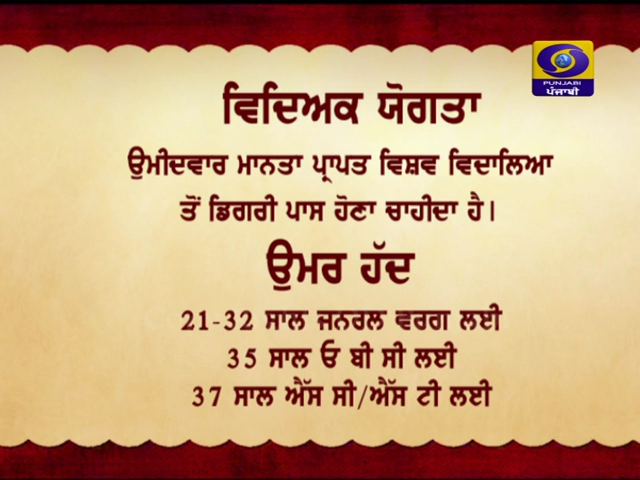 PUNJABI
ਪੰਜਾਬੀ
ਵਿਦਿਅਕ ਯੋਗਤਾ
ਉਮੀਦਵਾਰ ਮਾਨਤਾ ਪ੍ਰਾਪਤ ਵਿਸ਼ਵ ਵਿਦਾਲਿਆ
ਤੋਂ ਡਿਗਰੀ ਪਾਸ ਹੋਣਾ ਚਾਹੀਦਾ ਹੈ।
ਉਮਰ ਹੱਦ
21-32 ਸਾਲ ਜਨਰਲ ਵਰਗ ਲਈ
35 ਸਾਲ ਓ ਬੀ ਸੀ ਲਈ
37 ਸਾਲ ਐੱਸ ਸੀ/ਐੱਸ ਟੀ ਲਈ